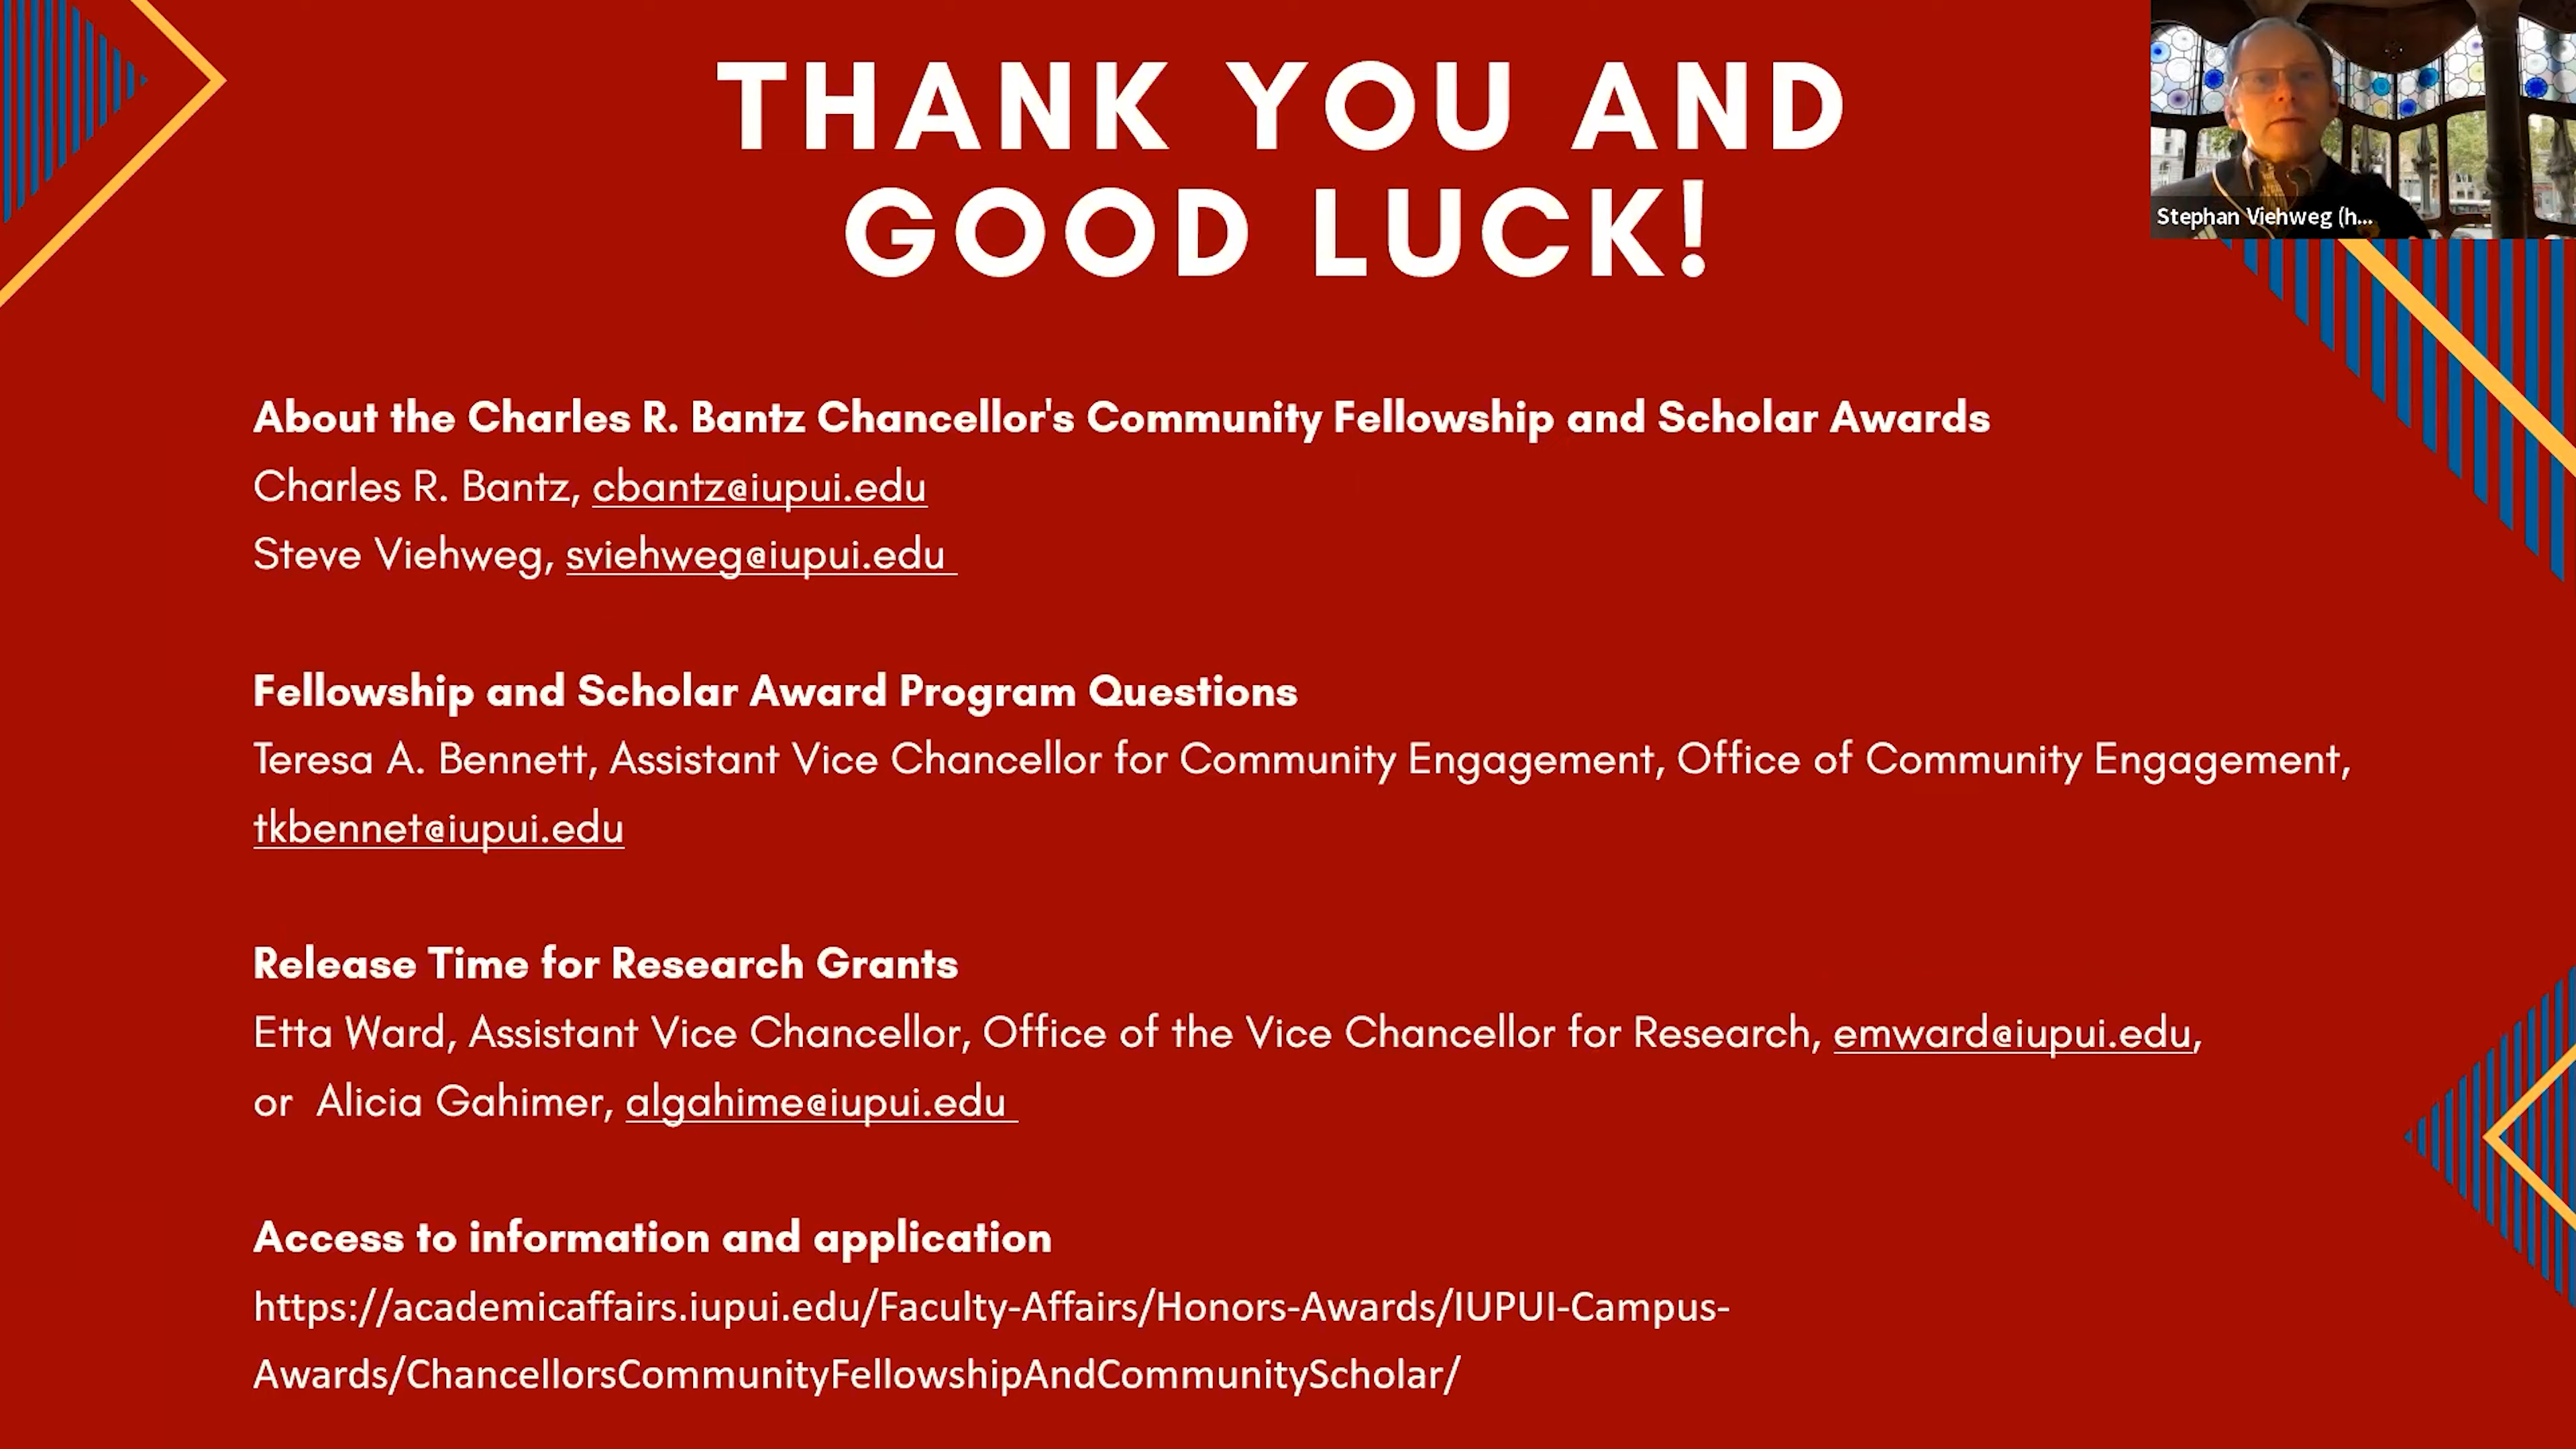 THANK YOU AND
GOOD LUCK!
Stephan Viehweg (h...
About the Charles R. Bantz Chancellor's Community Fellowship and Scholar Awards
Charles R. Bantz, cbantz@iupui.edu
Steve Viehweg, sviehweg@iupui.edu
Fellowship and Scholar Award Program Questions
Teresa A. Bennett, Assistant Vice Chancellor for Community Engagement, Office of Community Engagement,
tkbennet@iupui.edu
Release Time for Research Grants
Etta Ward, Assistant Vice Chancellor, Office of the Vice Chancellor for Research, emward@iupui.edu,
or Alicia Gahimer, algahime@iupui.edu
Access to information and application
https://academicaffairs.iupui.edu/Faculty-Affairs/Honors-Awards/IUPUI-Campus-
Awards/ChancellorsCommunityFellowshipAndCommunityScholar/